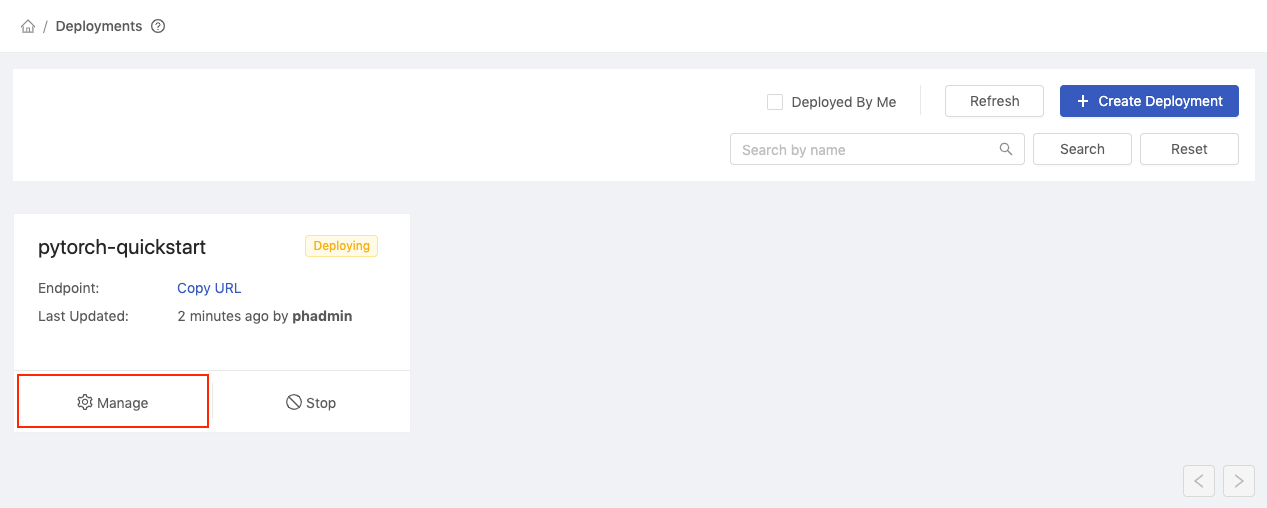 / Deployments ?
Deployed By Me
Refresh
+ Create Deployment
Search by name
Search
Reset
pytorch-quickstart
Deploying
Endpoint: Copy URL
Last Updated: 2 minutes ago by phadmin
Manage
Stop